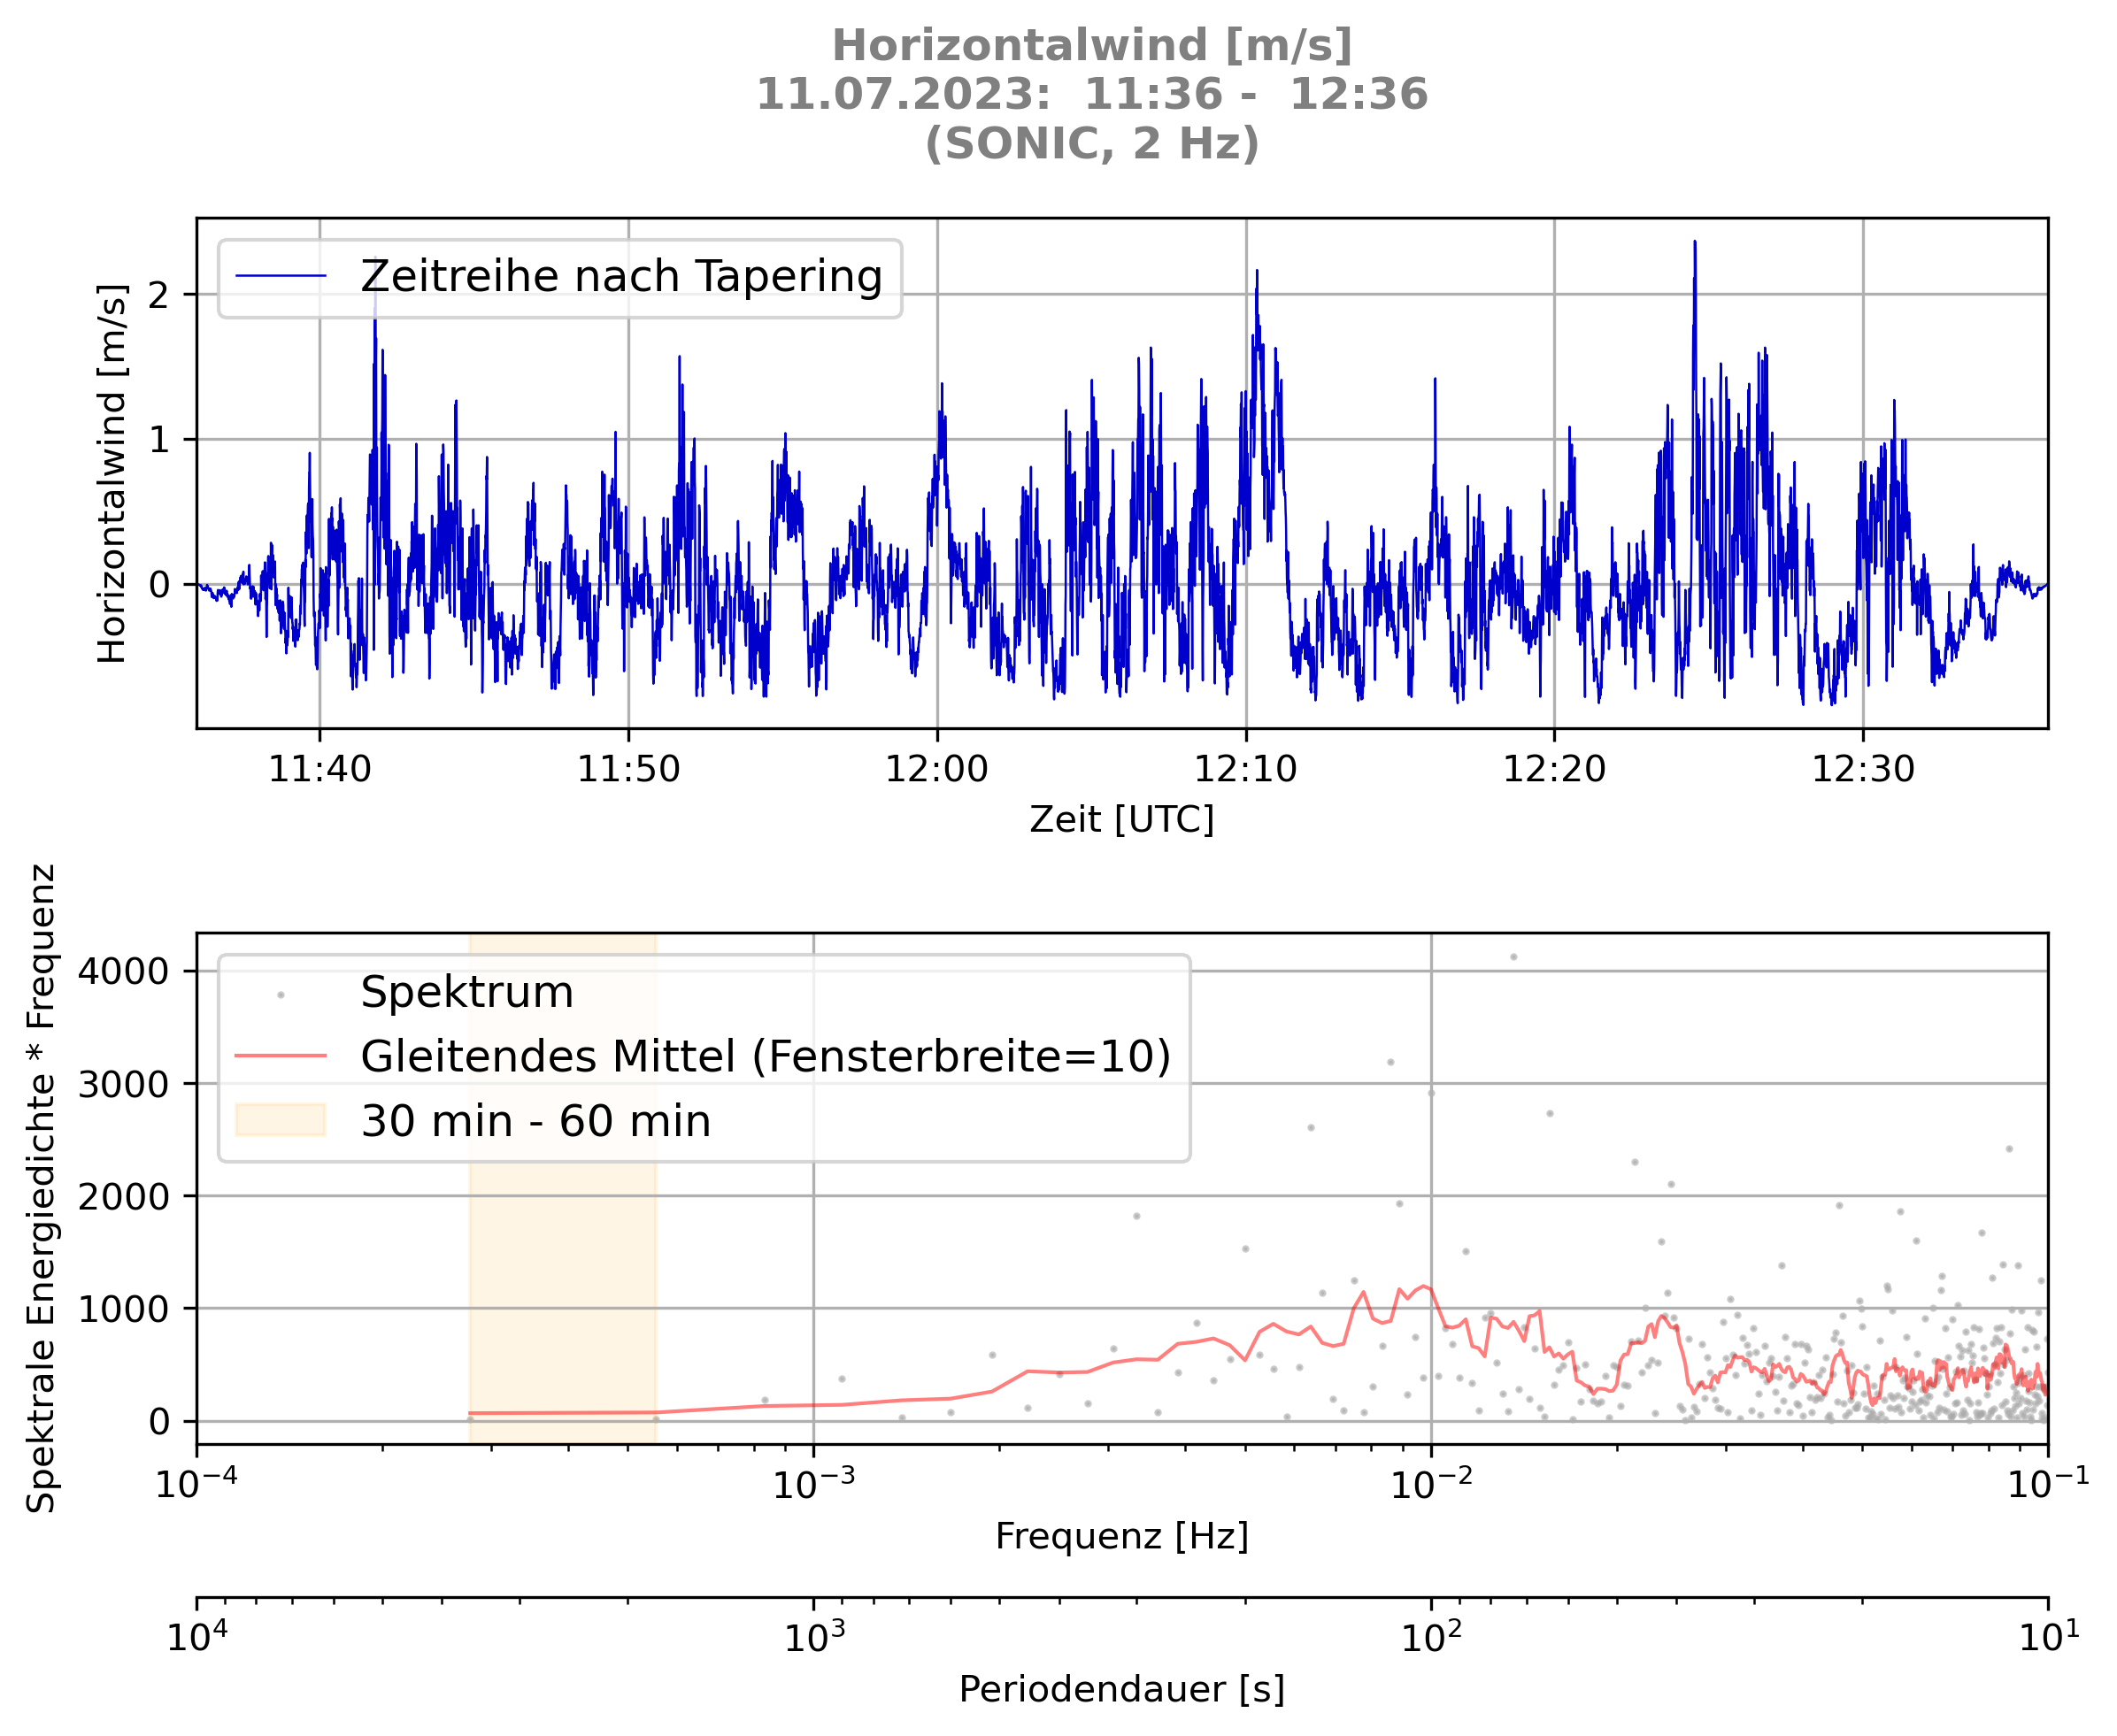 Horizontalwind [m/s]
11.07.2023:  11:36 -  12:36
(SONIC, 2 Hz)
Zeitreihe nach Tapering
Horizontalwind [m/s]
2
1
0
11:40 11:50 12:00 12:10 12:20 12:30
Zeit [UTC]
Spektrum
Gleitendes Mittel (Fensterbreite=10)
30 min - 60 min
Spektrale Energiedichte * Frequenz
4000
3000
2000
1000
0
10⁻⁴ 10⁻³ 10⁻² 10⁻¹
Frequenz [Hz]
10⁴ 10³ 10² 10¹
Periodendauer [s]